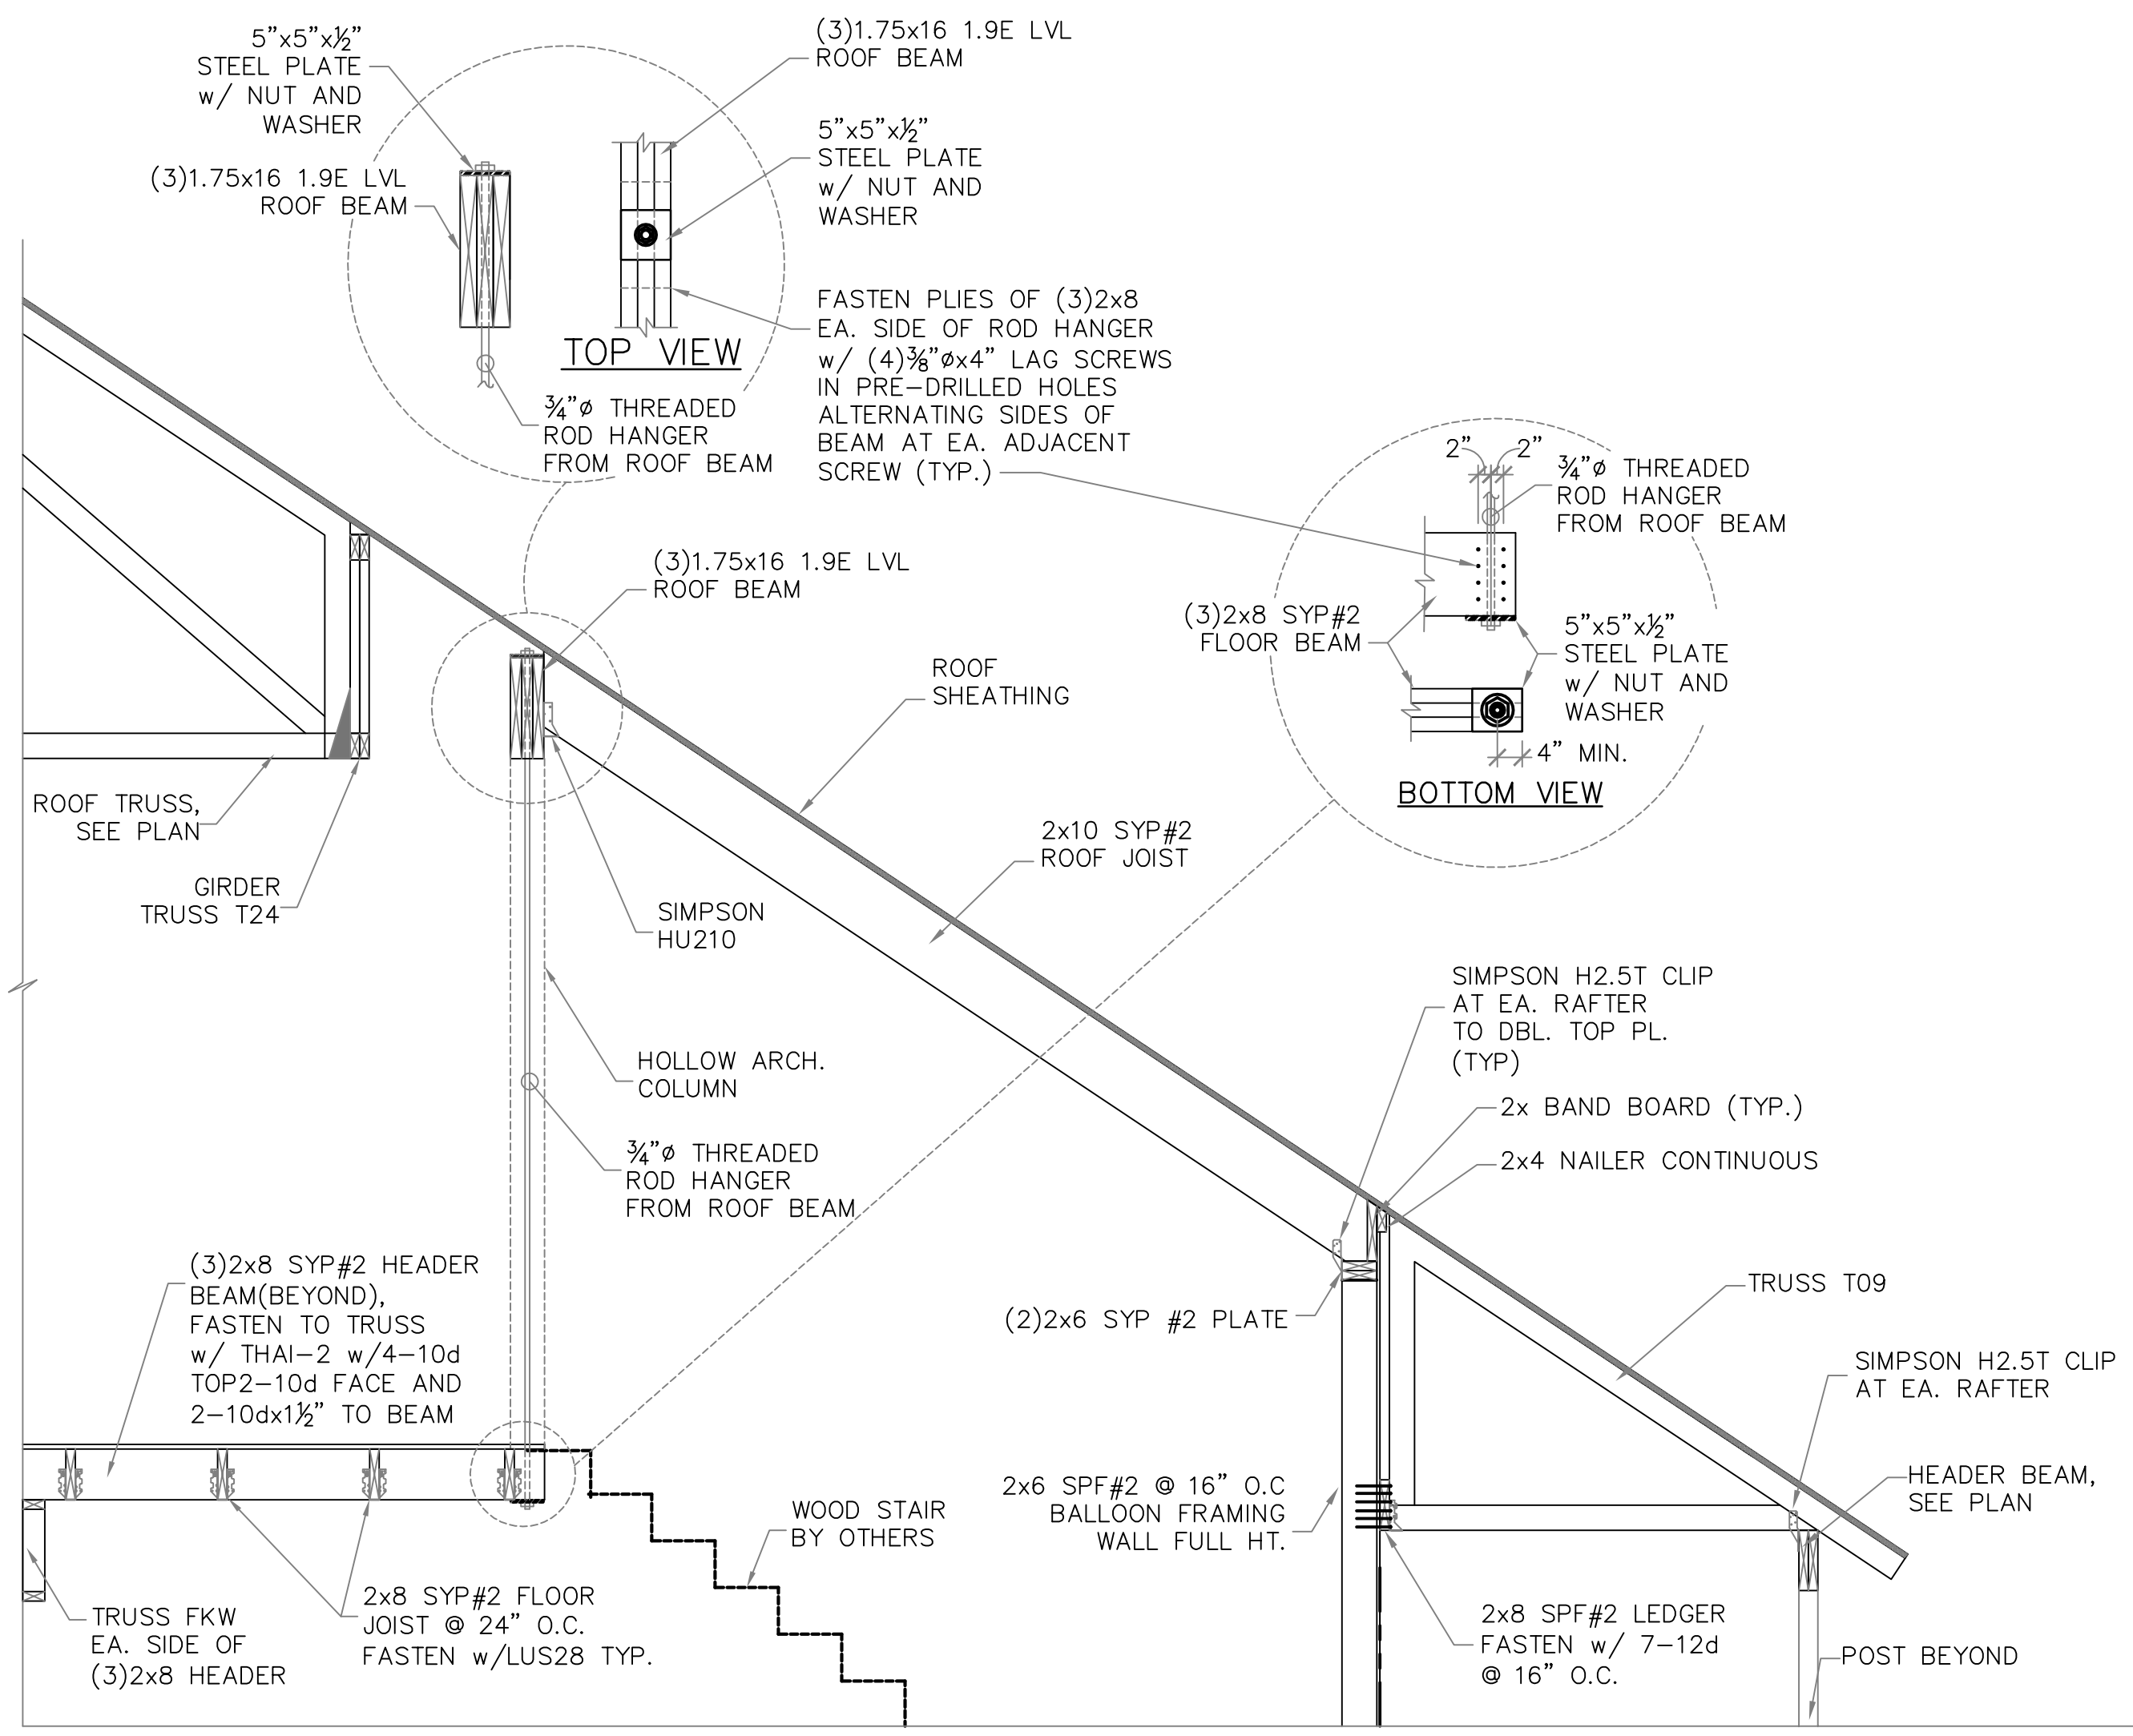 5”x5”x½”
STEEL PLATE
w/ NUT AND
WASHER
(3)1.75x16 1.9E LVL
ROOF BEAM
(3)1.75x16 1.9E LVL
ROOF BEAM
5”x5”x½”
STEEL PLATE
w/ NUT AND
WASHER
TOP VIEW
¾”ø THREADED
ROD HANGER
FROM ROOF BEAM
FASTEN PLIES OF (3)2x8
EA. SIDE OF ROD HANGER
w/ (4)⅜”øx4” LAG SCREWS
IN PRE–DRILLED HOLES
ALTERNATING SIDES OF
BEAM AT EA. ADJACENT
SCREW (TYP.)
2” 2”
¾”ø THREADED
ROD HANGER
FROM ROOF BEAM
(3)2x8 SYP#2
FLOOR BEAM
5”x5”x½”
STEEL PLATE
w/ NUT AND
WASHER
4” MIN.
BOTTOM VIEW
(3)1.75x16 1.9E LVL
ROOF BEAM
ROOF
SHEATHING
ROOF TRUSS,
SEE PLAN
GIRDER
TRUSS T24
2x10 SYP#2
ROOF JOIST
SIMPSON
HU210
HOLLOW ARCH.
COLUMN
¾”ø THREADED
ROD HANGER
FROM ROOF BEAM
SIMPSON H2.5T CLIP
AT EA. RAFTER
TO DBL. TOP PL.
(TYP)
2x BAND BOARD (TYP.)
2x4 NAILER CONTINUOUS
(3)2x8 SYP#2 HEADER
BEAM(BEYOND),
FASTEN TO TRUSS
w/ THAI–2 w/4–10d
TOP2–10d FACE AND
2–10dx1½” TO BEAM
(2)2x6 SYP #2 PLATE
TRUSS T09
SIMPSON H2.5T CLIP
AT EA. RAFTER
HEADER BEAM,
SEE PLAN
2x6 SPF#2 @ 16” O.C
BALLOON FRAMING
WALL FULL HT.
WOOD STAIR
BY OTHERS
TRUSS FKW
EA. SIDE OF
(3)2x8 HEADER
2x8 SYP#2 FLOOR
JOIST @ 24” O.C.
FASTEN w/LUS28 TYP.
2x8 SPF#2 LEDGER
FASTEN w/ 7–12d
@ 16” O.C.
POST BEYOND